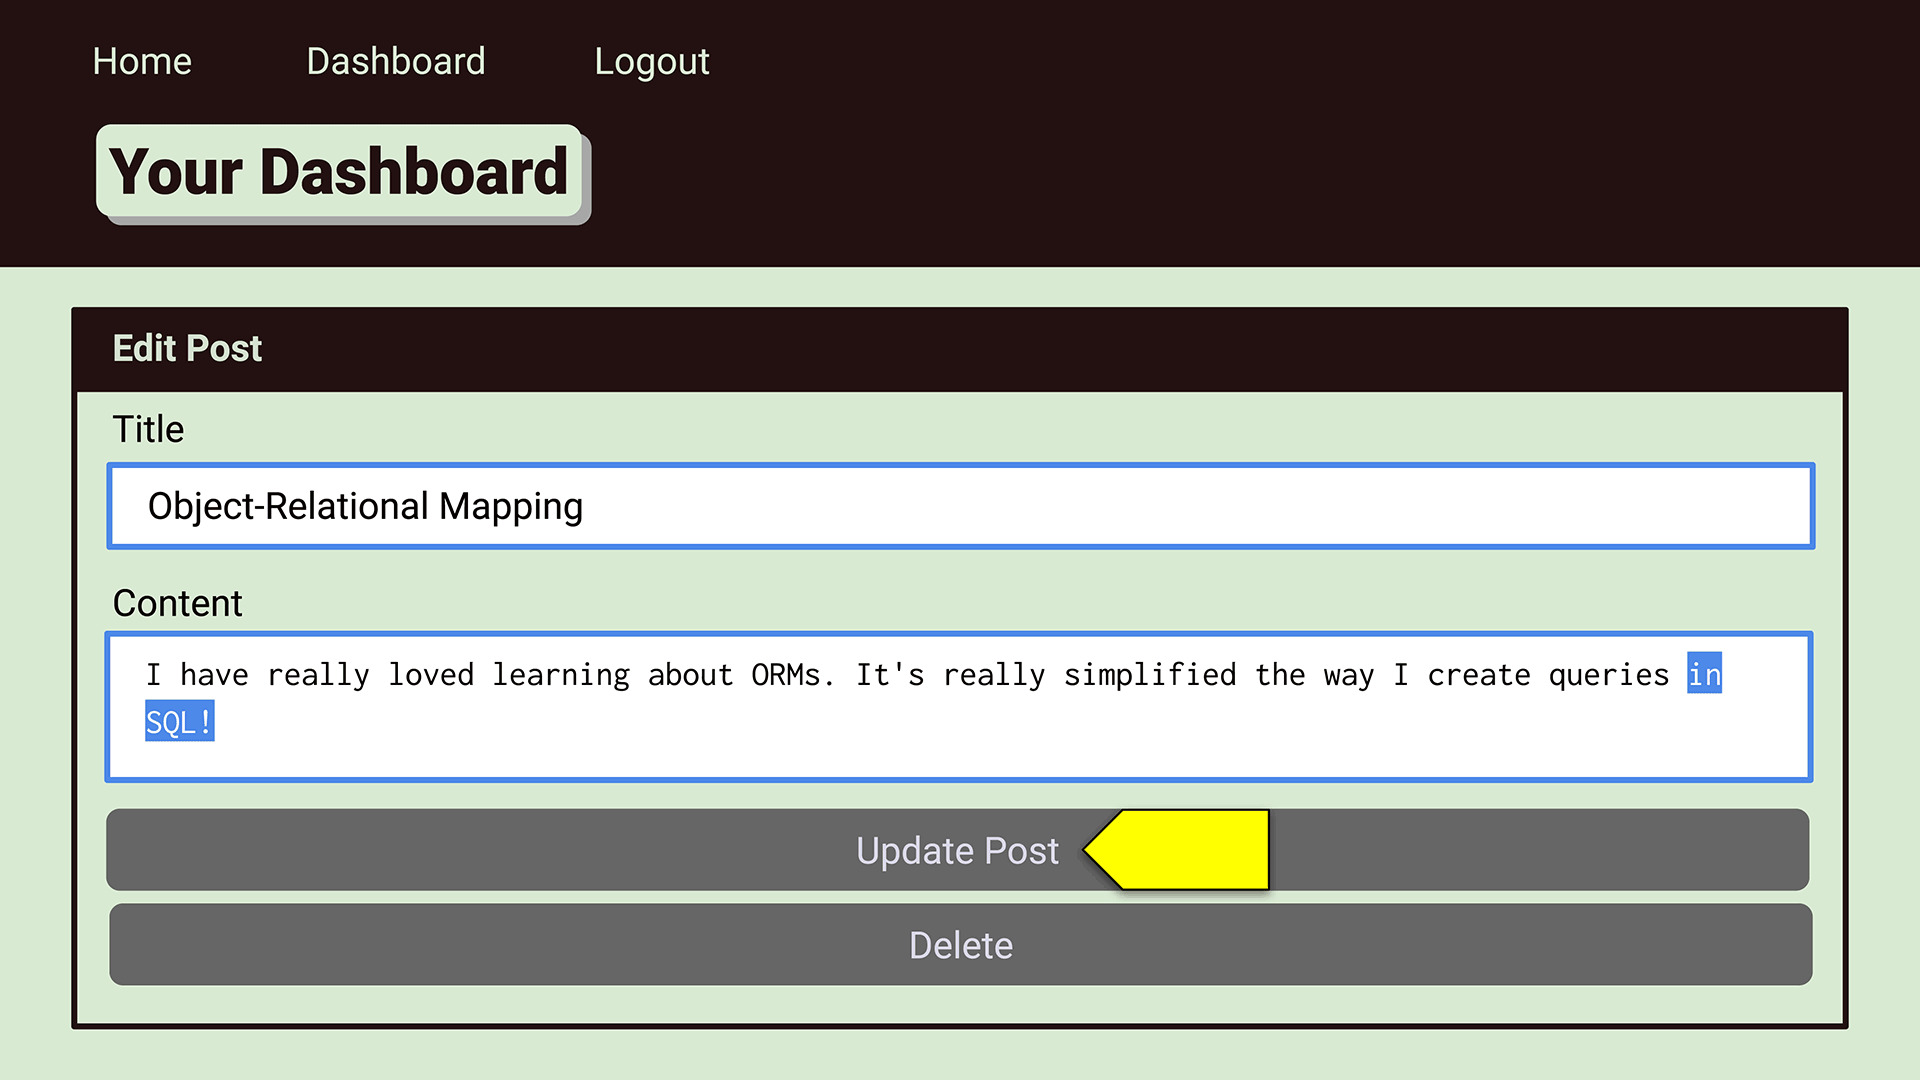 Home Dashboard Logout
Your Dashboard
Edit Post
Title
Object-Relational Mapping
Content
I have really loved learning about ORMs. It's really simplified the way I create queries in
SQL!
Update Post
Delete